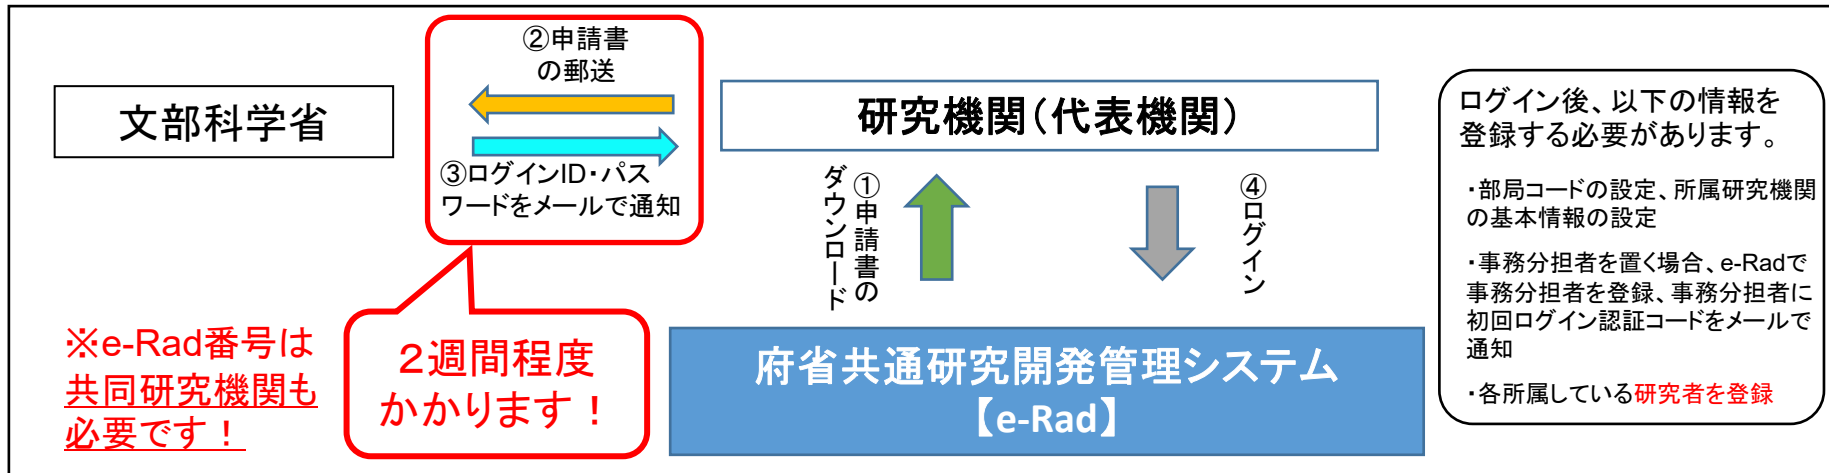 文部科学省
②申請書
の郵送
③ログインID・パス
ワードをメールで通知
２週間程度
かかります！
※e-Rad番号は
共同研究機関も
必要です！
研究機関（代表機関）
①申請書の
ダウンロード
④ログイン
府省共通研究開発管理システム
【e-Rad】
ログイン後、以下の情報を
登録する必要があります。
・部局コードの設定、所属研究機関
の基本情報の設定
・事務分担者を置く場合、e-Radで
事務分担者を登録、事務分担者に
初回ログイン認証コードをメールで
通知
・各所属している研究者を登録